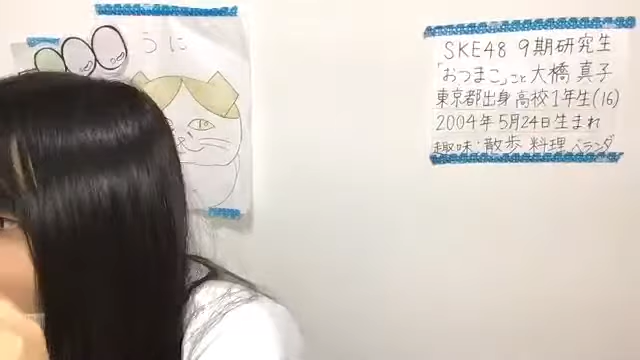 うに
SKE48 9期研究生
「おつまこ」こと大橋真子
東京都出身 高校1年生(16)
2004年5月24日生まれ
趣味:散歩 料理 ベランダ